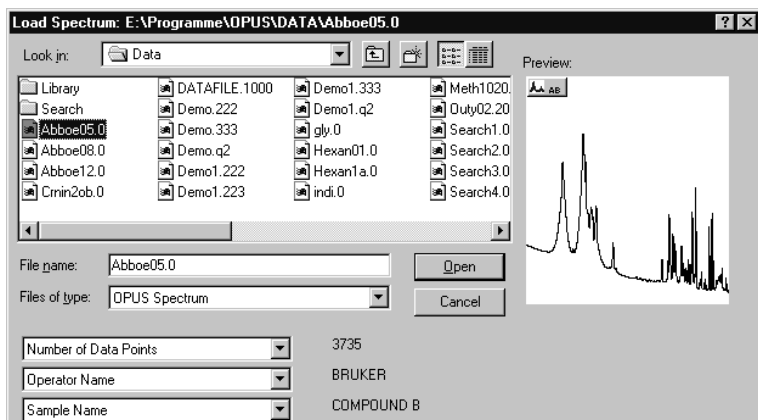 Load Spectrum: E:\Programme\OPUS\DATA\Abboe05.0
Look in: Data
Preview:
Library DATAFILE.1000 Demo1.333 Meth1020.
Search Demo.222 Demo1.q2 Outy02.20
Abboe05.0 Demo.333 gly.0 Search1.0
Abboe08.0 Demo.q2 Hexan01.0 Search2.0
Abboe12.0 Demo1.222 Hexan1a.0 Search3.0
Crnin2ob.0 Demo1.223 indi.0 Search4.0
AB
File name: Abboe05.0 Open
Files of type: OPUS Spectrum Cancel
Number of Data Points 3735
Operator Name BRUKER
Sample Name COMPOUND B